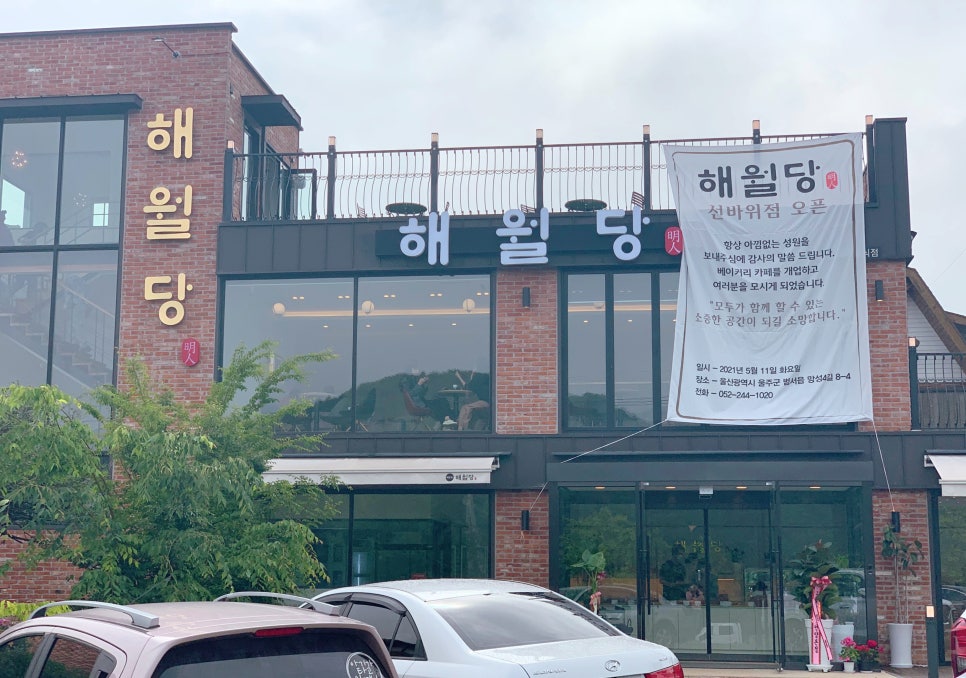 해
월
당
明人
해월당 明人
해월당 明人
선바위점 오픈
항상 아낌없는 성원을
보내주심에 감사의 말씀 드립니다.
베이커리 카페를 개업하고
여러분을 모시게 되었습니다.
"모두가 함께 할 수 있는
소중한 공간이 되길 소망합니다."
일시 - 2021년 5월 11일 화요일
장소 - 울산광역시 울주군 범서읍 망성4길 8-4
전화 - 052-244-1020
위점
해월당